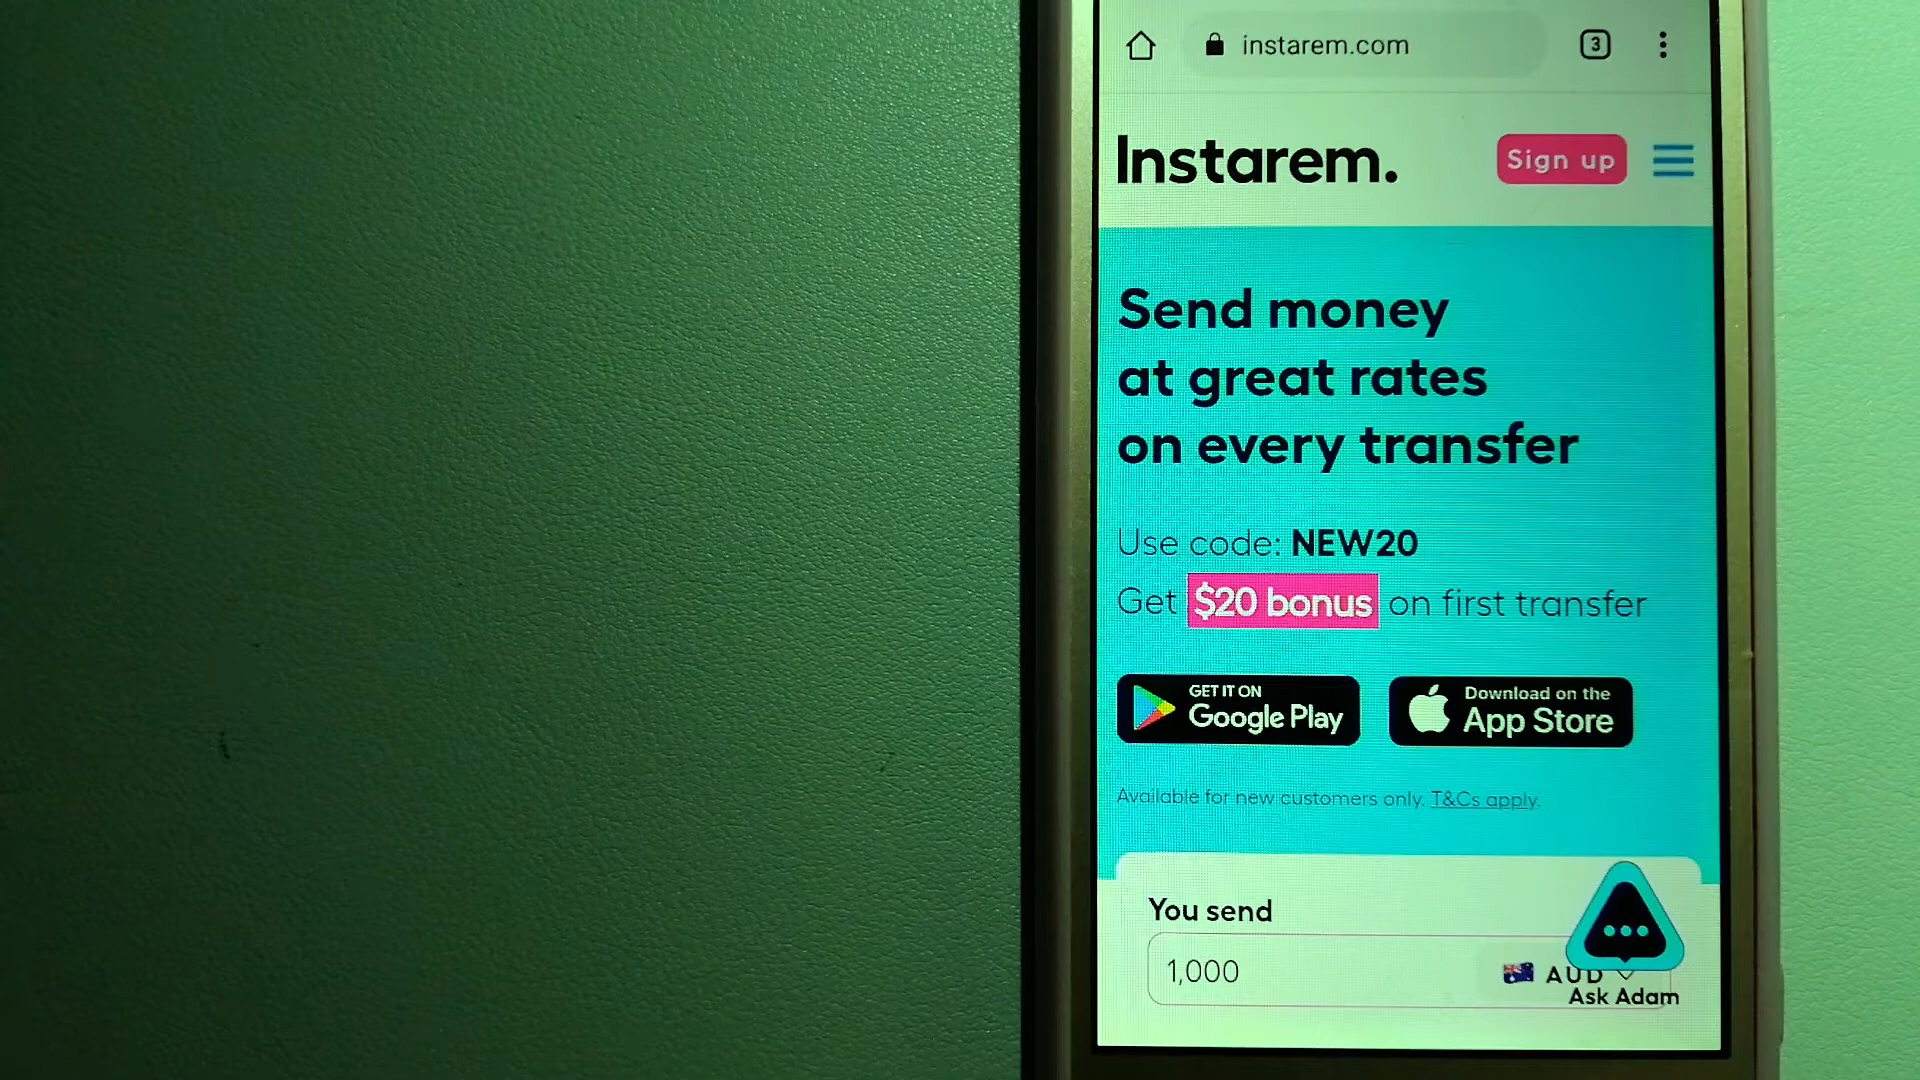 instarem.com
3
Instarem.
Sign up
Send money
at great rates
on every transfer
Use code: NEW20
Get $20 bonus on first transfer
GET IT ON
Google Play
Download on the
App Store
Available for new customers only. T&Cs apply.
You send
1,000
AUD
Ask Adam